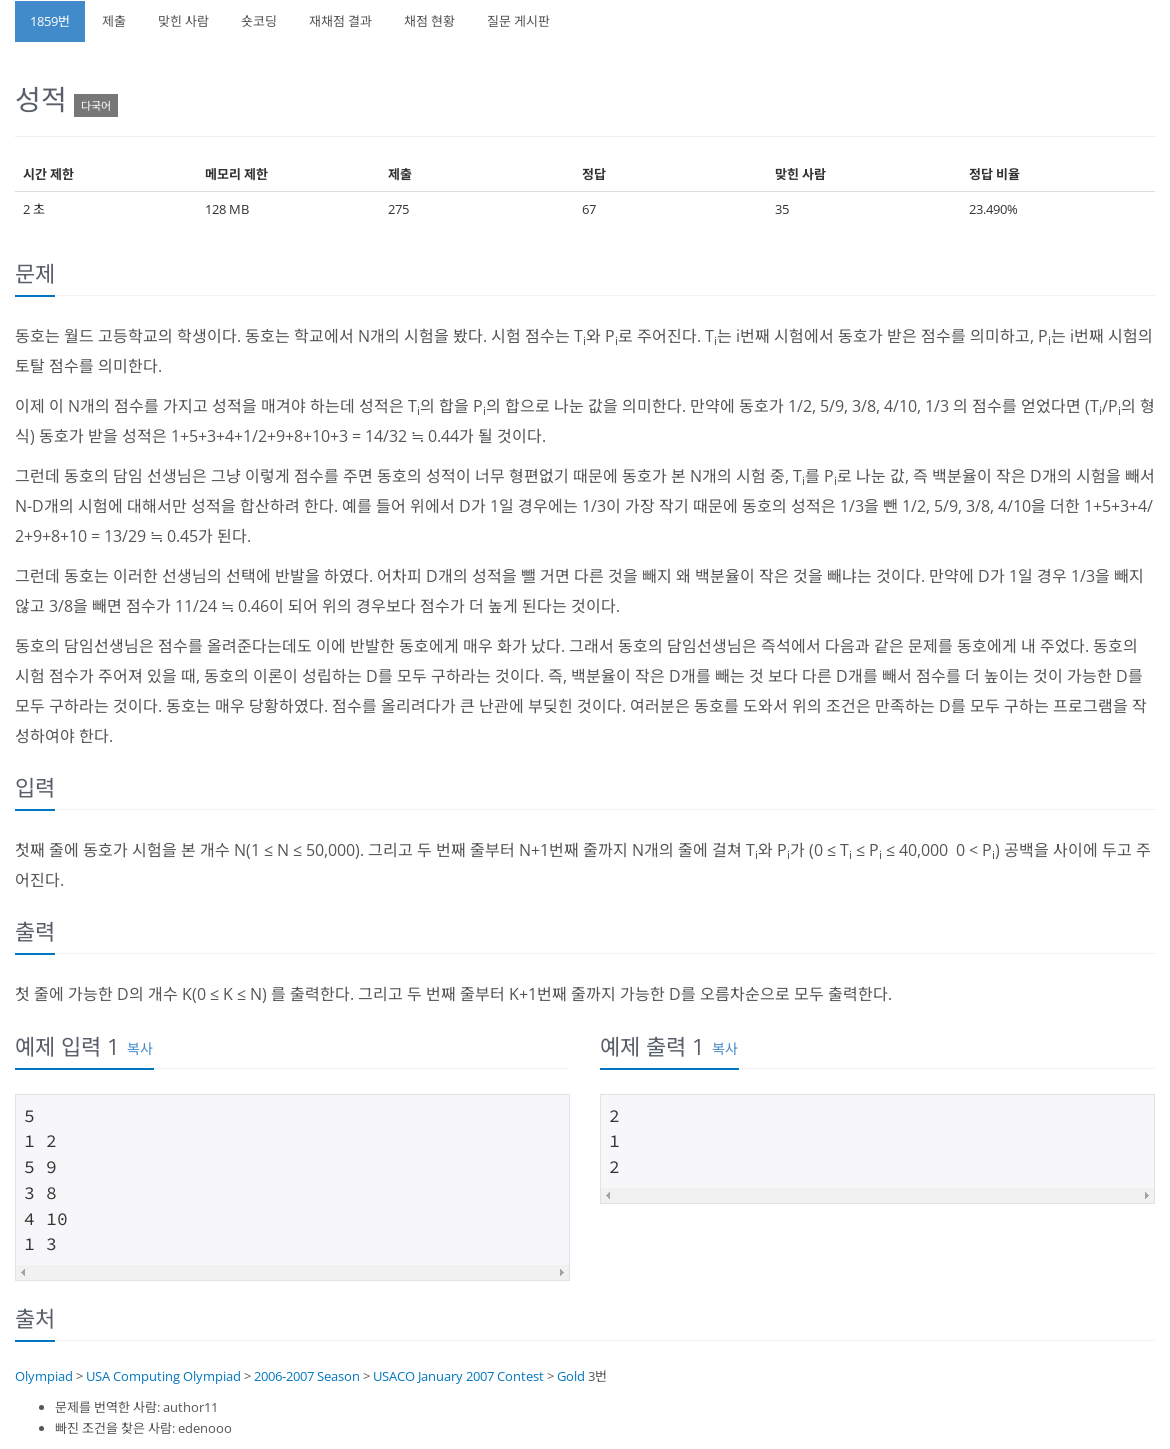 1859번 제출 맞힌 사람 숏코딩 재채점 결과 채점 현황 질문 게시판
성적 다국어
시간 제한 메모리 제한 제출 정답 맞힌 사람 정답 비율
2 초 128 MB 275 67 35 23.490%
문제
동호는 월드 고등학교의 학생이다. 동호는 학교에서 N개의 시험을 봤다. 시험 점수는 Ti와 Pi로 주어진다. Ti는 i번째 시험에서 동호가 받은 점수를 의미하고, Pi는 i번째 시험의
토탈 점수를 의미한다.
이제 이 N개의 점수를 가지고 성적을 매겨야 하는데 성적은 Ti의 합을 Pi의 합으로 나눈 값을 의미한다. 만약에 동호가 1/2, 5/9, 3/8, 4/10, 1/3 의 점수를 얻었다면 (Ti/Pi의 형
식) 동호가 받을 성적은 1+5+3+4+1/2+9+8+10+3 = 14/32 ≒ 0.44가 될 것이다.
그런데 동호의 담임 선생님은 그냥 이렇게 점수를 주면 동호의 성적이 너무 형편없기 때문에 동호가 본 N개의 시험 중, Ti를 Pi로 나눈 값, 즉 백분율이 작은 D개의 시험을 빼서
N-D개의 시험에 대해서만 성적을 합산하려 한다. 예를 들어 위에서 D가 1일 경우에는 1/3이 가장 작기 때문에 동호의 성적은 1/3을 뺀 1/2, 5/9, 3/8, 4/10을 더한 1+5+3+4/
2+9+8+10 = 13/29 ≒ 0.45가 된다.
그런데 동호는 이러한 선생님의 선택에 반발을 하였다. 어차피 D개의 성적을 뺄 거면 다른 것을 빼지 왜 백분율이 작은 것을 빼냐는 것이다. 만약에 D가 1일 경우 1/3을 빼지
않고 3/8을 빼면 점수가 11/24 ≒ 0.46이 되어 위의 경우보다 점수가 더 높게 된다는 것이다.
동호의 담임선생님은 점수를 올려준다는데도 이에 반발한 동호에게 매우 화가 났다. 그래서 동호의 담임선생님은 즉석에서 다음과 같은 문제를 동호에게 내 주었다. 동호의
시험 점수가 주어져 있을 때, 동호의 이론이 성립하는 D를 모두 구하라는 것이다. 즉, 백분율이 작은 D개를 빼는 것 보다 다른 D개를 빼서 점수를 더 높이는 것이 가능한 D를
모두 구하라는 것이다. 동호는 매우 당황하였다. 점수를 올리려다가 큰 난관에 부딪힌 것이다. 여러분은 동호를 도와서 위의 조건은 만족하는 D를 모두 구하는 프로그램을 작
성하여야 한다.
입력
첫째 줄에 동호가 시험을 본 개수 N(1 ≤ N ≤ 50,000). 그리고 두 번째 줄부터 N+1번째 줄까지 N개의 줄에 걸쳐 Ti와 Pi가 (0 ≤ Ti ≤ Pi ≤ 40,000  0 < Pi) 공백을 사이에 두고 주
어진다.
출력
첫 줄에 가능한 D의 개수 K(0 ≤ K ≤ N) 를 출력한다. 그리고 두 번째 줄부터 K+1번째 줄까지 가능한 D를 오름차순으로 모두 출력한다.
예제 입력 1 복사
5
1 2
5 9
3 8
4 10
1 3
예제 출력 1 복사
2
1
2
출처
Olympiad > USA Computing Olympiad > 2006-2007 Season > USACO January 2007 Contest > Gold 3번
문제를 번역한 사람: author11
빠진 조건을 찾은 사람: edenooo